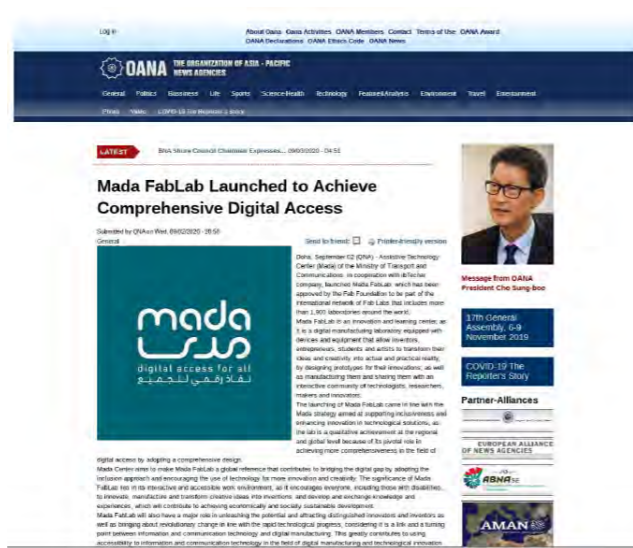 Log in
About Oana Oana Activities OANA Members Contact Terms of Use OANA Award
OANA Declarations OANA Ethics Code OANA News
OANA THE ORGANIZATION OF ASIA - PACIFIC
NEWS AGENCIES
General Politics Business Life Sports Science/Health Technology Feature/Analysis Environment Travel Entertainment
Photo Video COVID-19 The Reporter's Story
LATEST
BNA Shura Council Chairman Expresses... 09/03/2020 - 04:51
Mada FabLab Launched to Achieve
Comprehensive Digital Access
Submitted by QNA on Wed, 09/02/2020 -
General
Send to friend: Printer-friendly version
mada
مدى
digital access for all
نفاذ رقمي للجميع
Doha, September 02 (QNA) - Assistive Technology
Center (Mada) of the Ministry of Transport and
Communications, in cooperation with
company, launched Mada FabLab, which has been
approved by the Fab Foundation to be part of the
international network of Fab Labs that includes more
than 1,900 laboratories around the world.
Mada FabLab is an innovation and learning center, as
it is a digital manufacturing laboratory equipped with
devices and equipment that allow inventors,
entrepreneurs, students and artists to transform their
ideas and creativity into actual and practical reality,
by designing prototypes for their innovations, as well
as manufacturing them and sharing them with an
interactive community of technologists, researchers,
makers and innovators.
The launching of Mada FabLab came in line with the
Mada strategy aimed at supporting inclusiveness and
enhancing innovation in technological solutions, as
the lab is a qualitative achievement at the regional
and global level because of its pivotal role in
achieving more comprehensiveness in the field of
digital access by adopting a comprehensive design.
Mada Center aims to make Mada FabLab a global reference that contributes to bridging the digital gap by adopting the
inclusion approach and encouraging the use of technology for more innovation and creativity. The significance of Mada
FabLab lies in its interactive and accessible work environment, as it encourages everyone, including those with disabilities,
to innovate, manufacture and transform creative ideas into inventions, and develop and exchange knowledge and
experiences, which will contribute to achieving economically and socially sustainable development.
Mada FabLab will also have a major role in unleashing the potential and attracting distinguished innovators and investors as
well as bringing about revolutionary change in line with the rapid technological progress, considering it is a link and a turning
point between information and communication technology and digital manufacturing. This greatly contributes to using
accessibility to information and communication technology in the field of digital manufacturing and technological innovation
Message from OANA
President Cho Sung-boo
17th General
Assembly, 6-9
November 2019
COVID-19 The
Reporter's Story
Partner-Alliances
EUROPEAN ALLIANCE
OF NEWS AGENCIES
ABNA
AMAN